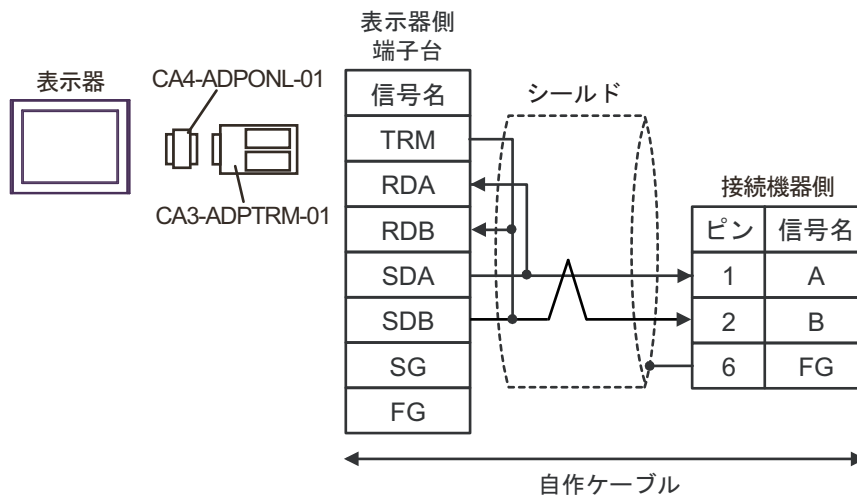 表示器
CA4-ADPONL-01
CA3-ADPTRM-01
表示器側
端子台
信号名
TRM
RDA
RDB
SDA
SDB
SG
FG
シールド
接続機器側
ピン 信号名
1 A
2 B
6 FG
自作ケーブル